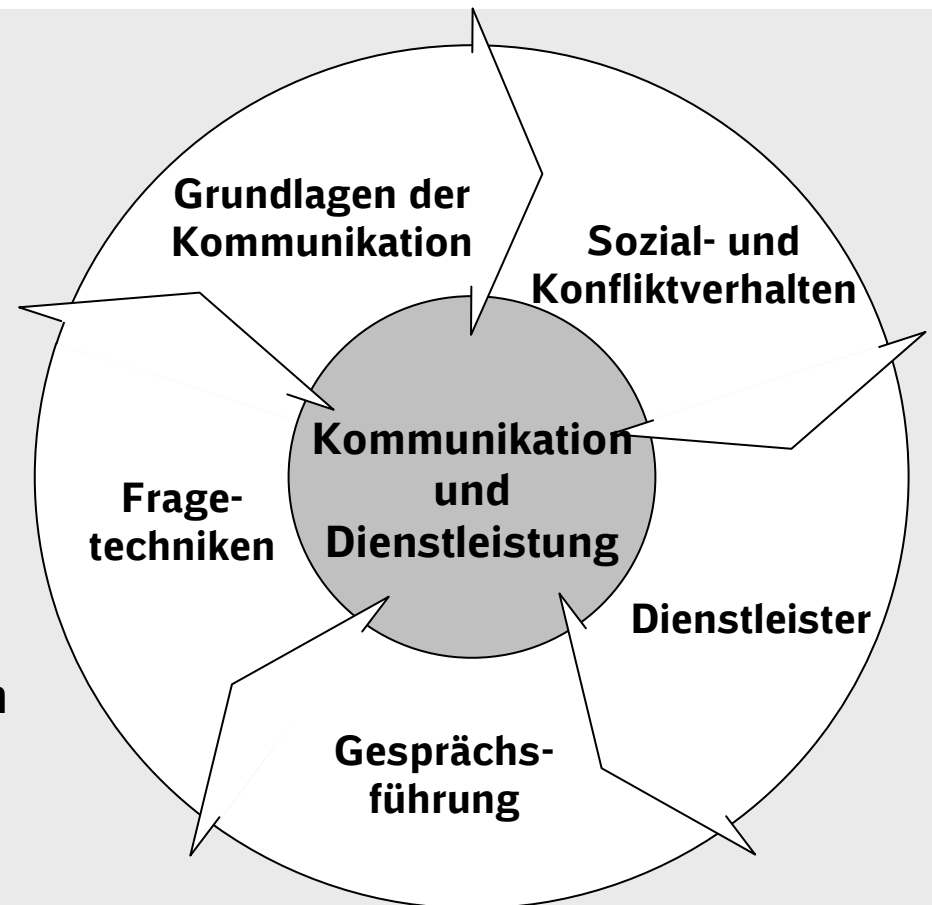 Grundlagen der
Kommunikation
Sozial- und
Konfliktverhalten
Kommunikation
und
Dienstleistung
Frage-
techniken
Dienstleister
Gesprächs-
führung